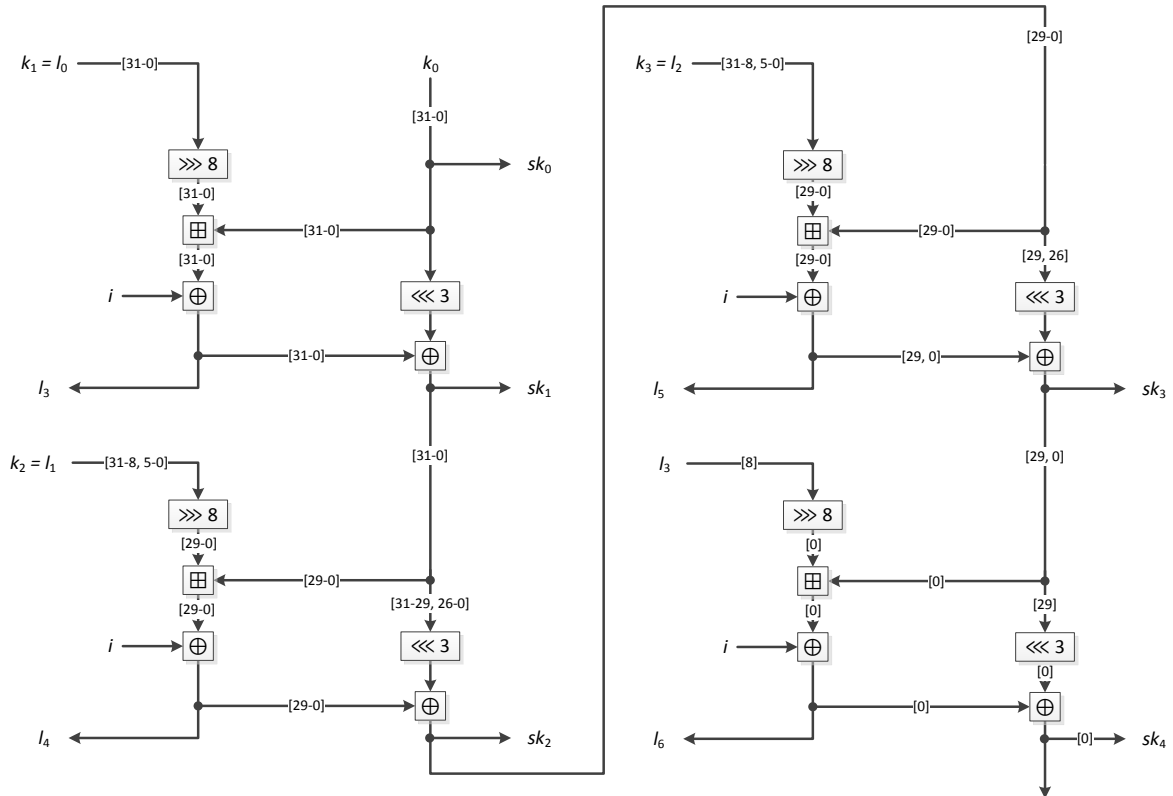 k₁ = l₀ [31-0]
k₀
[31-0]
sk₀
⋙ 8
[31-0]
⊞ [31-0]
[31-0]
i ⊕ ⋘ 3
[31-0] ⊕
l₃ sk₁
[31-0]
k₂ = l₁ [31-8, 5-0]
⋙ 8
[29-0]
⊞ [29-0]
[29-0] [31-29, 26-0]
i ⊕ ⋘ 3
[29-0] ⊕
l₄ sk₂
[29-0]
k₃ = l₂ [31-8, 5-0]
⋙ 8
[29-0]
⊞ [29-0]
[29-0] [29, 26]
i ⊕ ⋘ 3
[29, 0] ⊕
l₅ sk₃
[29, 0]
l₃ [8]
⋙ 8
[0]
⊞ [0]
[0] [29]
i ⊕ ⋘ 3
[0]
[0] ⊕
l₆ [0] sk₄